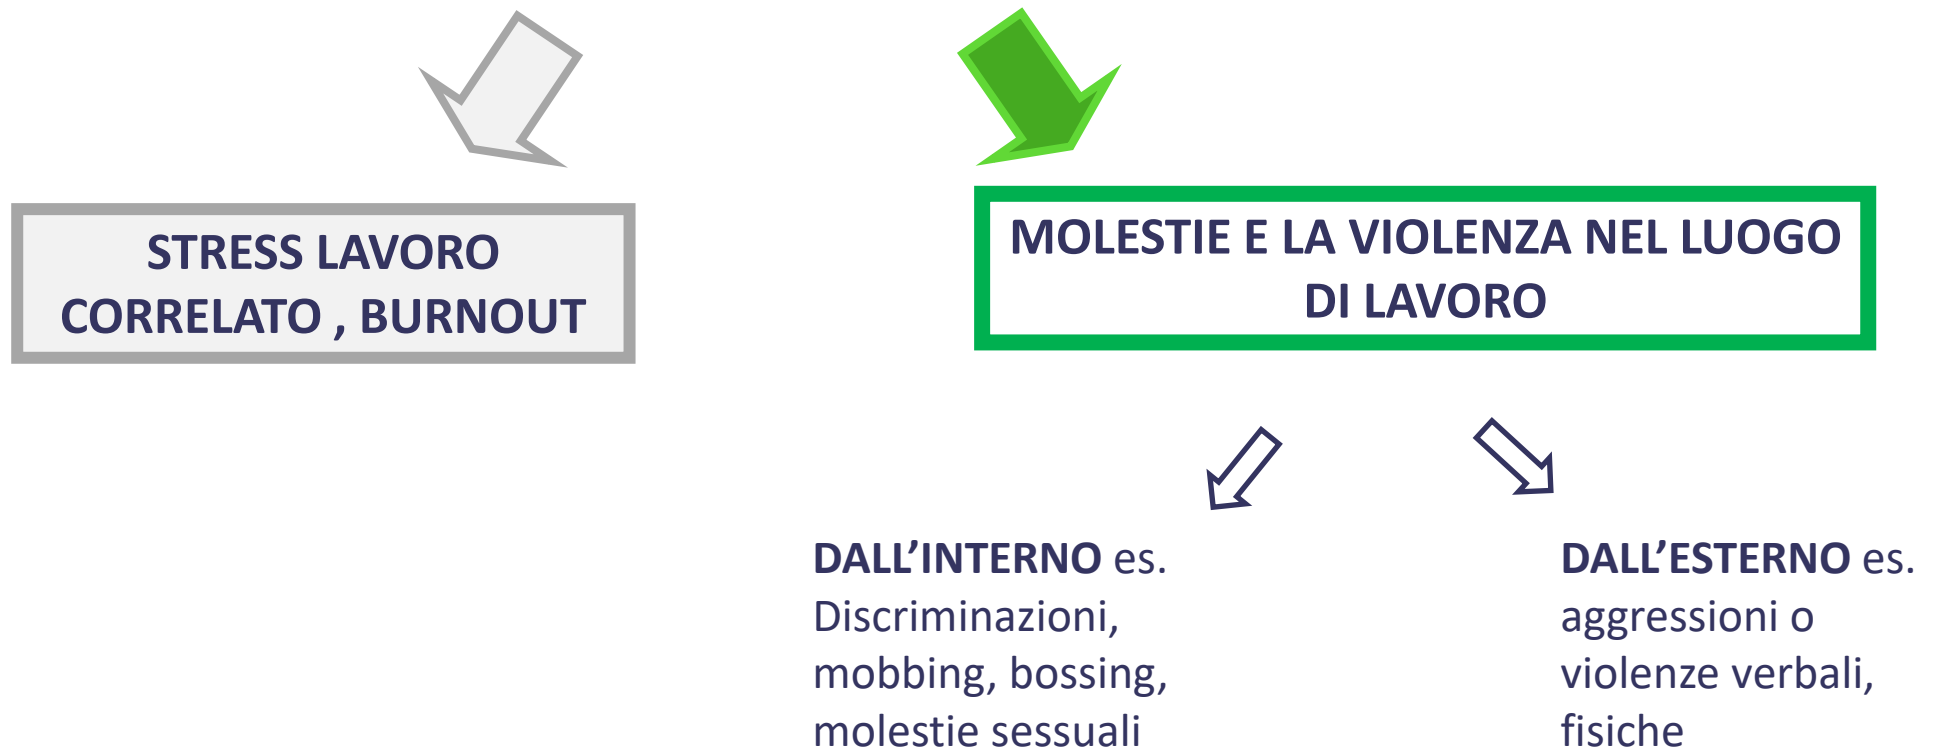 STRESS LAVORO
CORRELATO , BURNOUT
MOLESTIE E LA VIOLENZA NEL LUOGO
DI LAVORO
DALL’INTERNO es.
Discriminazioni,
mobbing, bossing,
molestie sessuali
DALL’ESTERNO es.
aggressioni o
violenze verbali,
fisiche